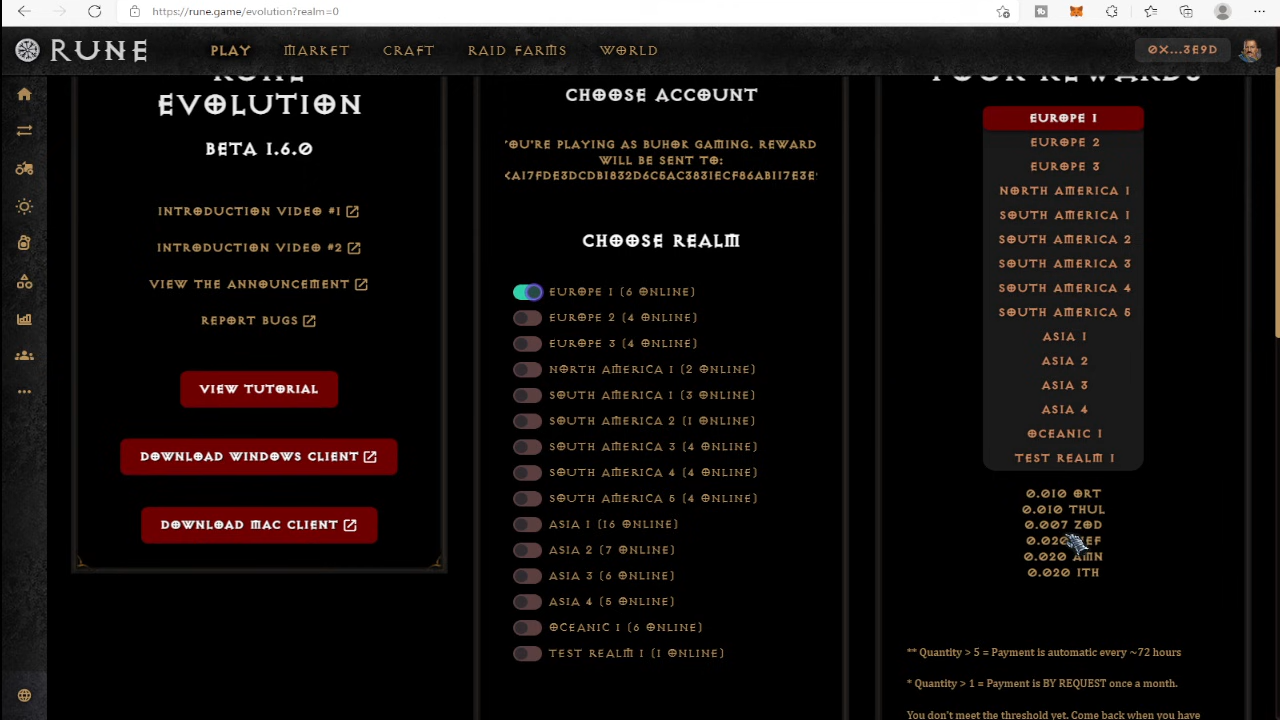 https://rune.game/evolution?realm=0
RUNE
PLAY
MARKET
CRAFT
RAID FARMS
WORLD
0X...3E9D
RUNE
EVOLUTION
BETA 1.6.0
INTRODUCTION VIDEO #1
INTRODUCTION VIDEO #2
VIEW THE ANNOUNCEMENT
REPORT BUGS
VIEW TUTORIAL
DOWNLOAD WINDOWS CLIENT
DOWNLOAD MAC CLIENT
CHOOSE ACCOUNT
YOU'RE PLAYING AS BUHOK GAMING. REWARD
WILL BE SENT TO:
CHOOSE REALM
EUROPE 1 (6 ONLINE)
EUROPE 2 (4 ONLINE)
EUROPE 3 (4 ONLINE)
NORTH AMERICA 1 (2 ONLINE)
SOUTH AMERICA 1 (3 ONLINE)
SOUTH AMERICA 2 (1 ONLINE)
SOUTH AMERICA 3 (4 ONLINE)
SOUTH AMERICA 4 (4 ONLINE)
SOUTH AMERICA 5 (4 ONLINE)
ASIA 1 (16 ONLINE)
ASIA 2 (7 ONLINE)
ASIA 3 (6 ONLINE)
ASIA 4 (5 ONLINE)
OCEANIC 1 (6 ONLINE)
TEST REALM 1 (1 ONLINE)
YOUR REWARDS
EUROPE 1
EUROPE 2
EUROPE 3
NORTH AMERICA 1
SOUTH AMERICA 1
SOUTH AMERICA 2
SOUTH AMERICA 3
SOUTH AMERICA 4
SOUTH AMERICA 5
ASIA 1
ASIA 2
ASIA 3
ASIA 4
OCEANIC 1
TEST REALM 1
0.010 ORT
0.010 THUL
0.007 ZOD
0.020
0.020 AMN
0.020 ITH
** Quantity > 5 = Payment is automatic every ~72 hours
* Quantity > 1 = Payment is BY REQUEST once a month.
You don't meet the threshold yet. Come back when you have